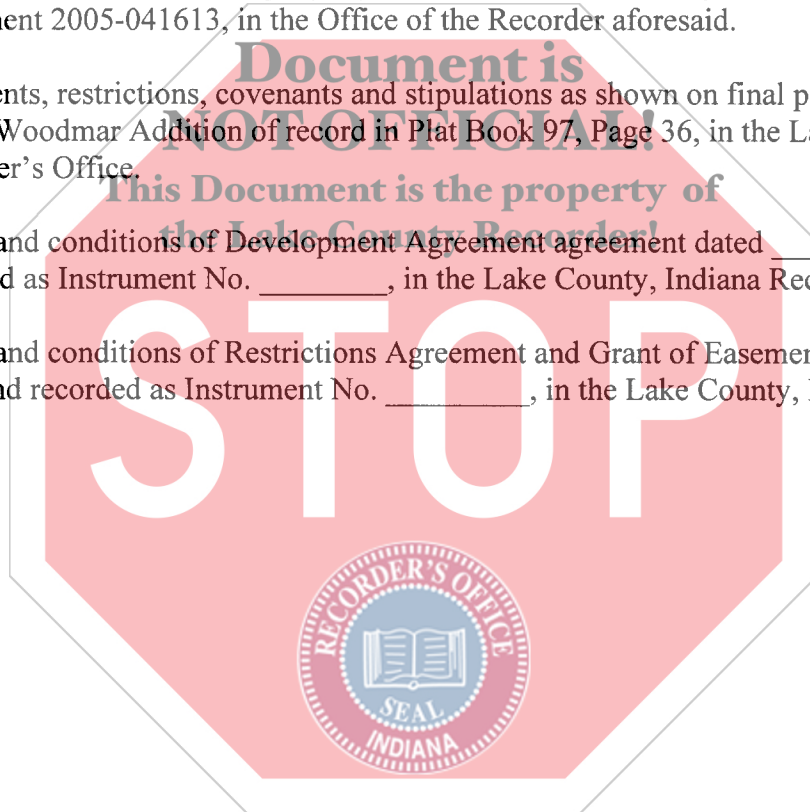 ent 2005-041613, in the Office of the Recorder aforesaid.
Document is
nts, restrictions, covenants and stipulations as shown on final p
NOT OFFICIAL!
Woodmar Addition of record in Plat Book 97, Page 36, in the La
er's Office.
This Document is the property of
the Lake County Recorder!
and conditions of Development Agreement agreement dated ___
d as Instrument No. ________, in the Lake County, Indiana Rec
and conditions of Restrictions Agreement and Grant of Easemen
d recorded as Instrument No. _________, in the Lake County,
STOP
RECORDER'S OFFICE
SEAL
INDIANA